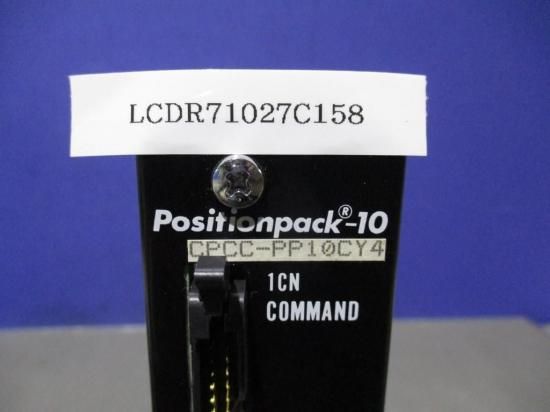 LCDR71027C158
Positionpack®-10
CPCC-PP10CY4
1CN
COMMAND